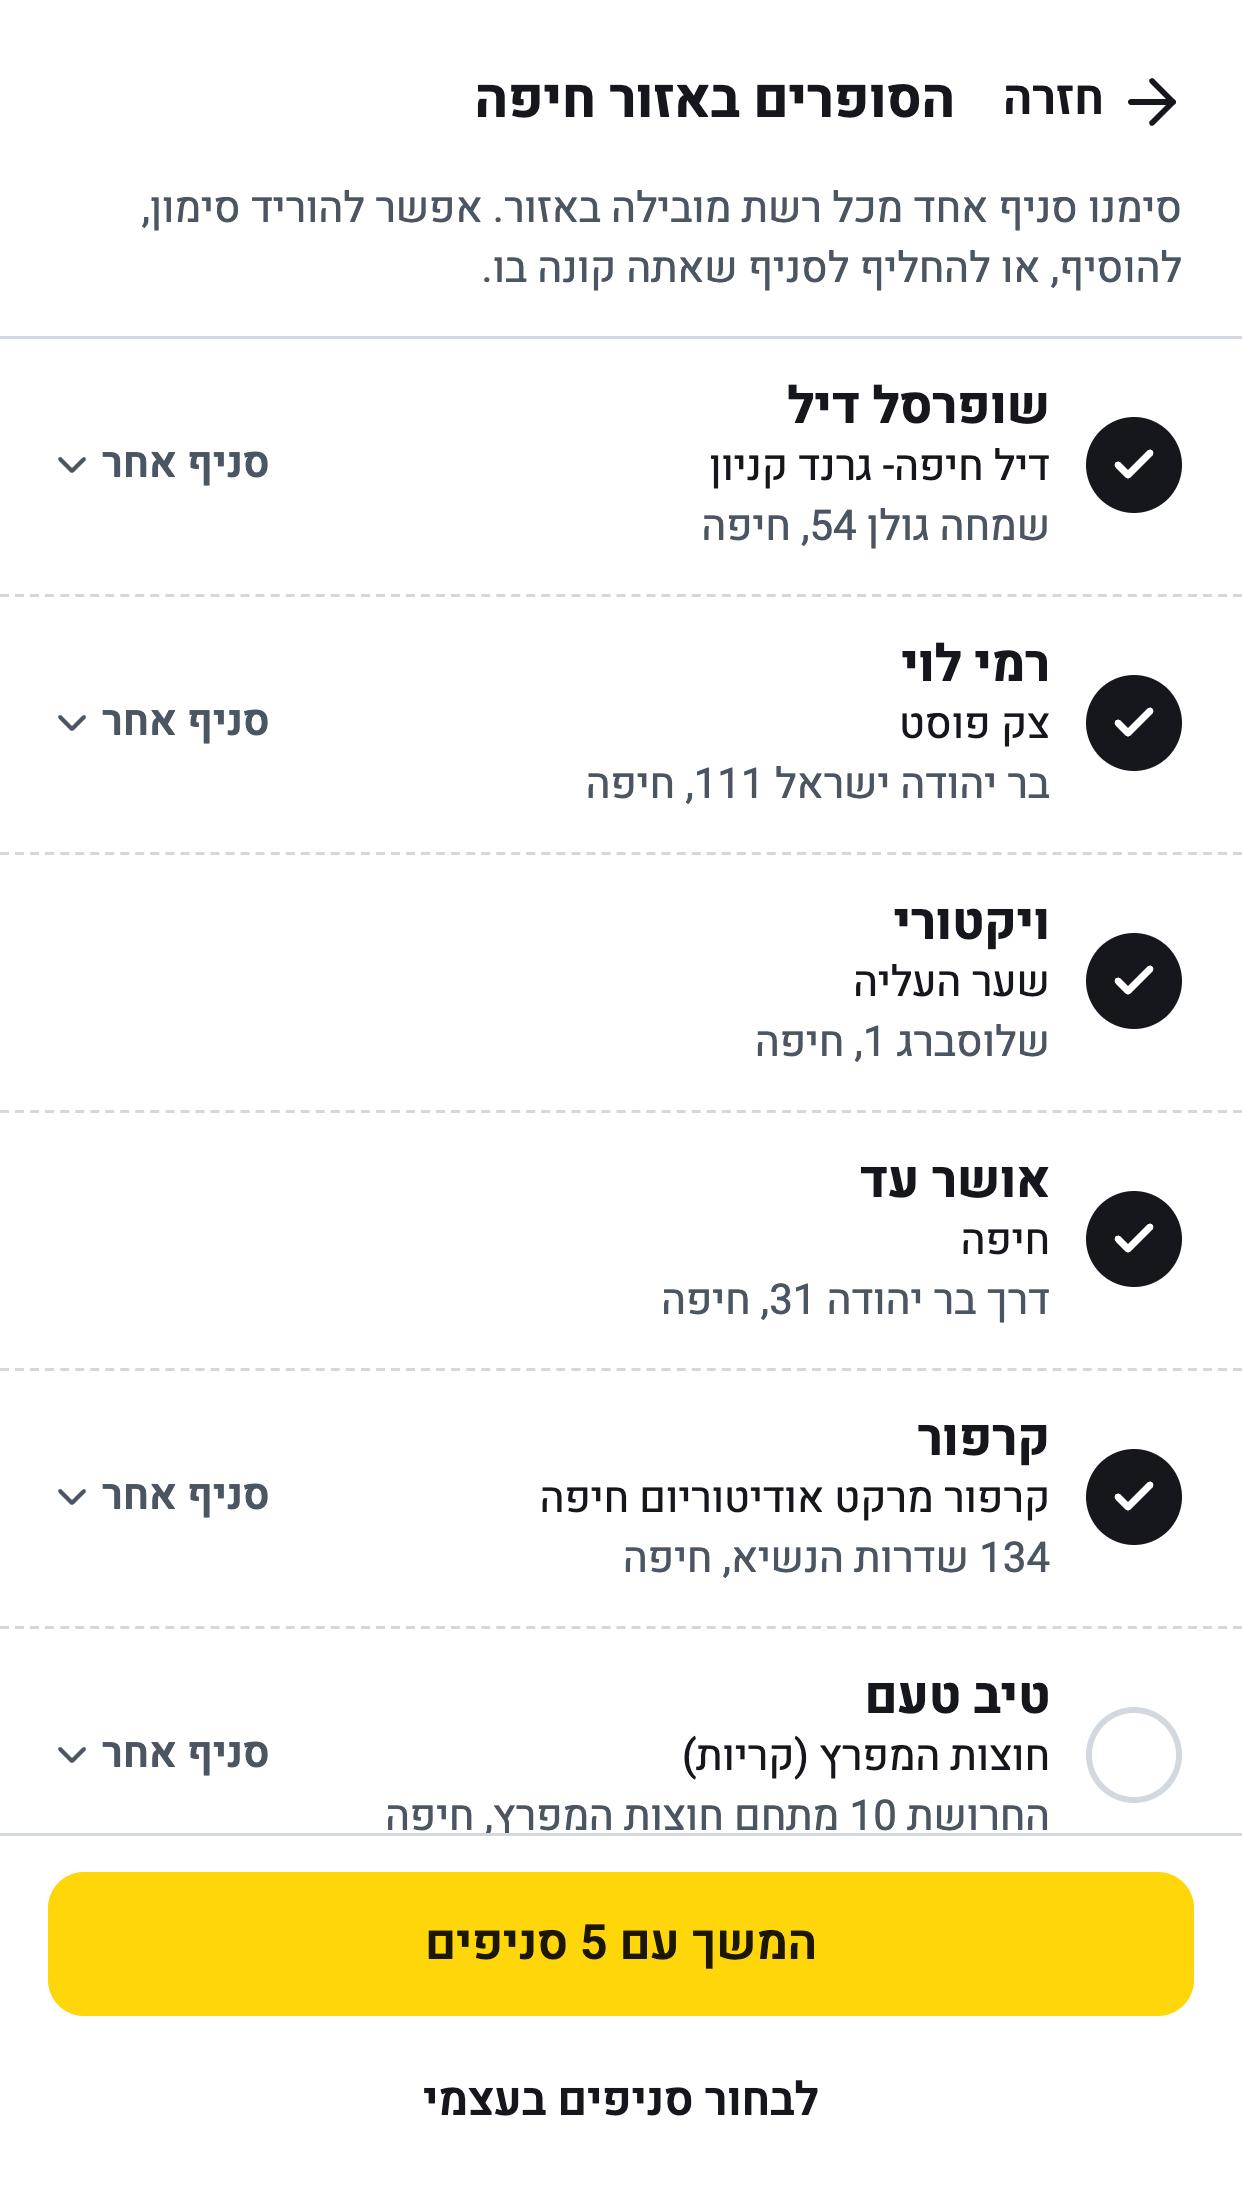 חזרה
הסופרים באזור חיפה
סימנו סניף אחד מכל רשת מובילה באזור. אפשר להוריד סימון,
להוסיף, או להחליף לסניף שאתה קונה בו.
שופרסל דיל
דיל חיפה- גרנד קניון
שמחה גולן 54, חיפה
סניף אחר
רמי לוי
צק פוסט
בר יהודה ישראל 111, חיפה
סניף אחר
ויקטורי
שער העליה
שלוסברג 1, חיפה
אושר עד
חיפה
דרך בר יהודה 31, חיפה
קרפור
קרפור מרקט אודיטוריום חיפה
134 שדרות הנשיא, חיפה
סניף אחר
טיב טעם
חוצות המפרץ (קריות)
החרושת 10 מתחם חוצות המפרץ, חיפה
סניף אחר
המשך עם 5 סניפים
לבחור סניפים בעצמי